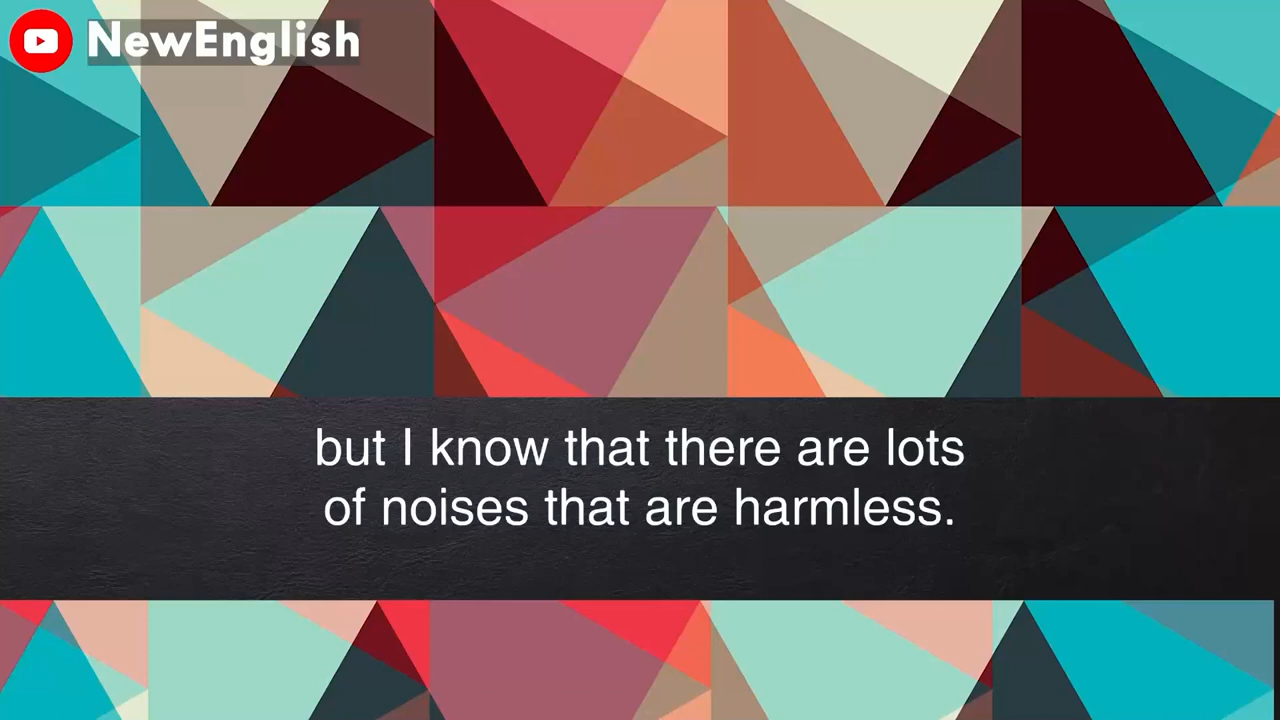 NewEnglish
but I know that there are lots
of noises that are harmless.